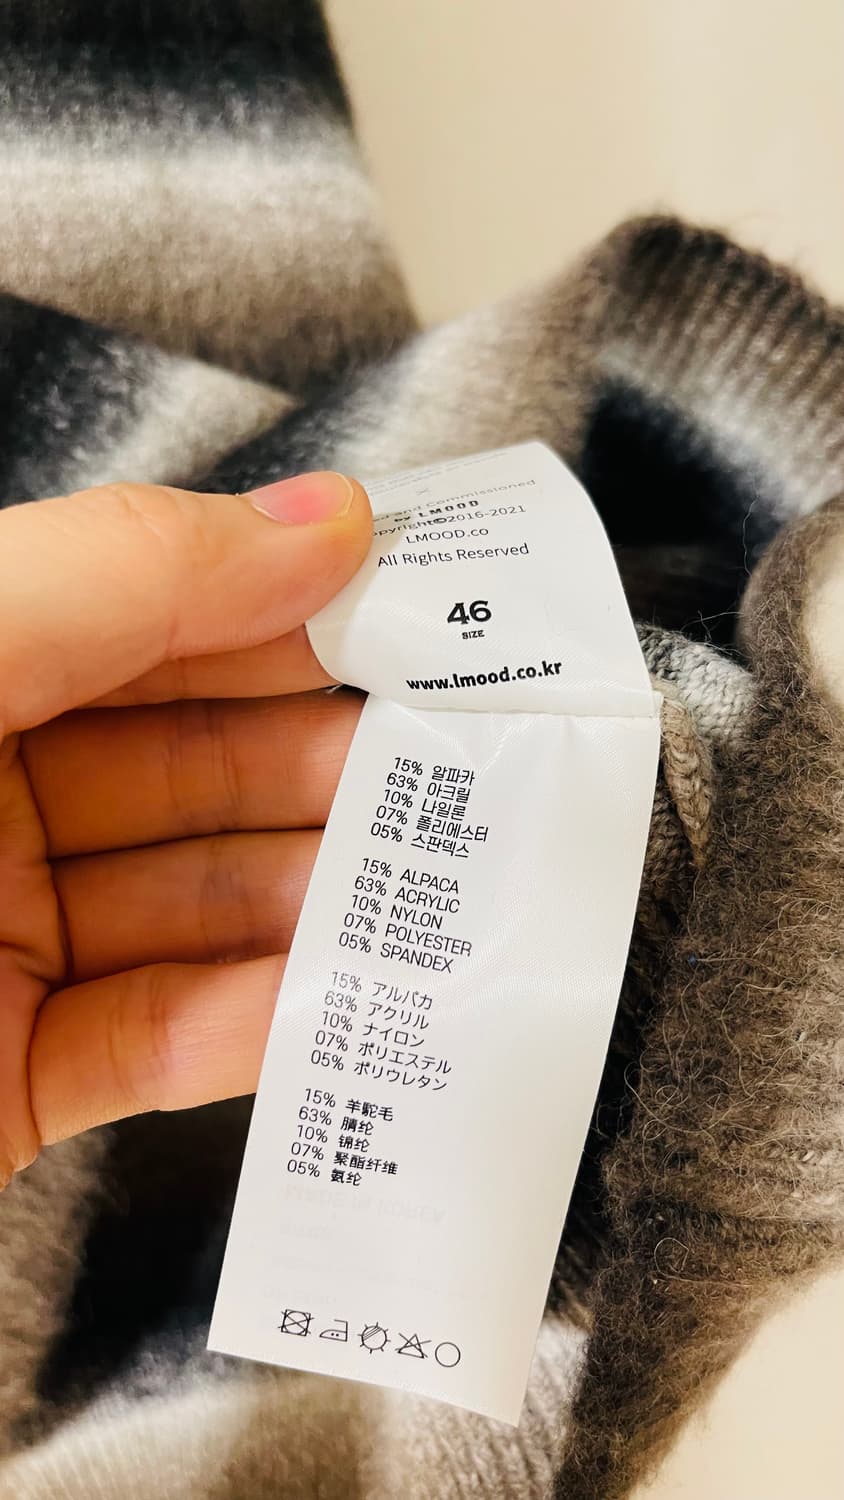 and Commissioned
by LMOOD
Copyright©2016-2021
LMOOD.co
All Rights Reserved
46
SIZE
www.lmood.co.kr
15% 알파카
63% 아크릴
10% 나일론
07% 폴리에스터
05% 스판덱스
15% ALPACA
63% ACRYLIC
10% NYLON
07% POLYESTER
05% SPANDEX
15% アルパカ
63% アクリル
10% ナイロン
07% ポリエステル
05% ポリウレタン
15% 羊駝毛
63% 腈纶
10% 锦纶
07% 聚酯纤维
05% 氨纶